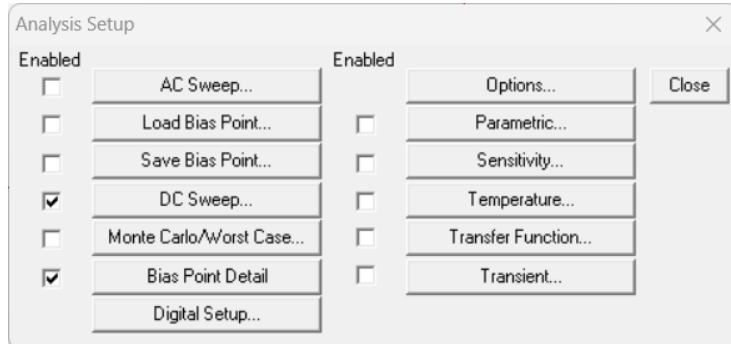 Analysis Setup
Enabled
Enabled
AC Sweep...
Options...
Close
Load Bias Point...
Parametric...
Save Bias Point...
Sensitivity...
DC Sweep...
Temperature...
Monte Carlo/Worst Case...
Transfer Function...
Bias Point Detail
Transient...
Digital Setup...